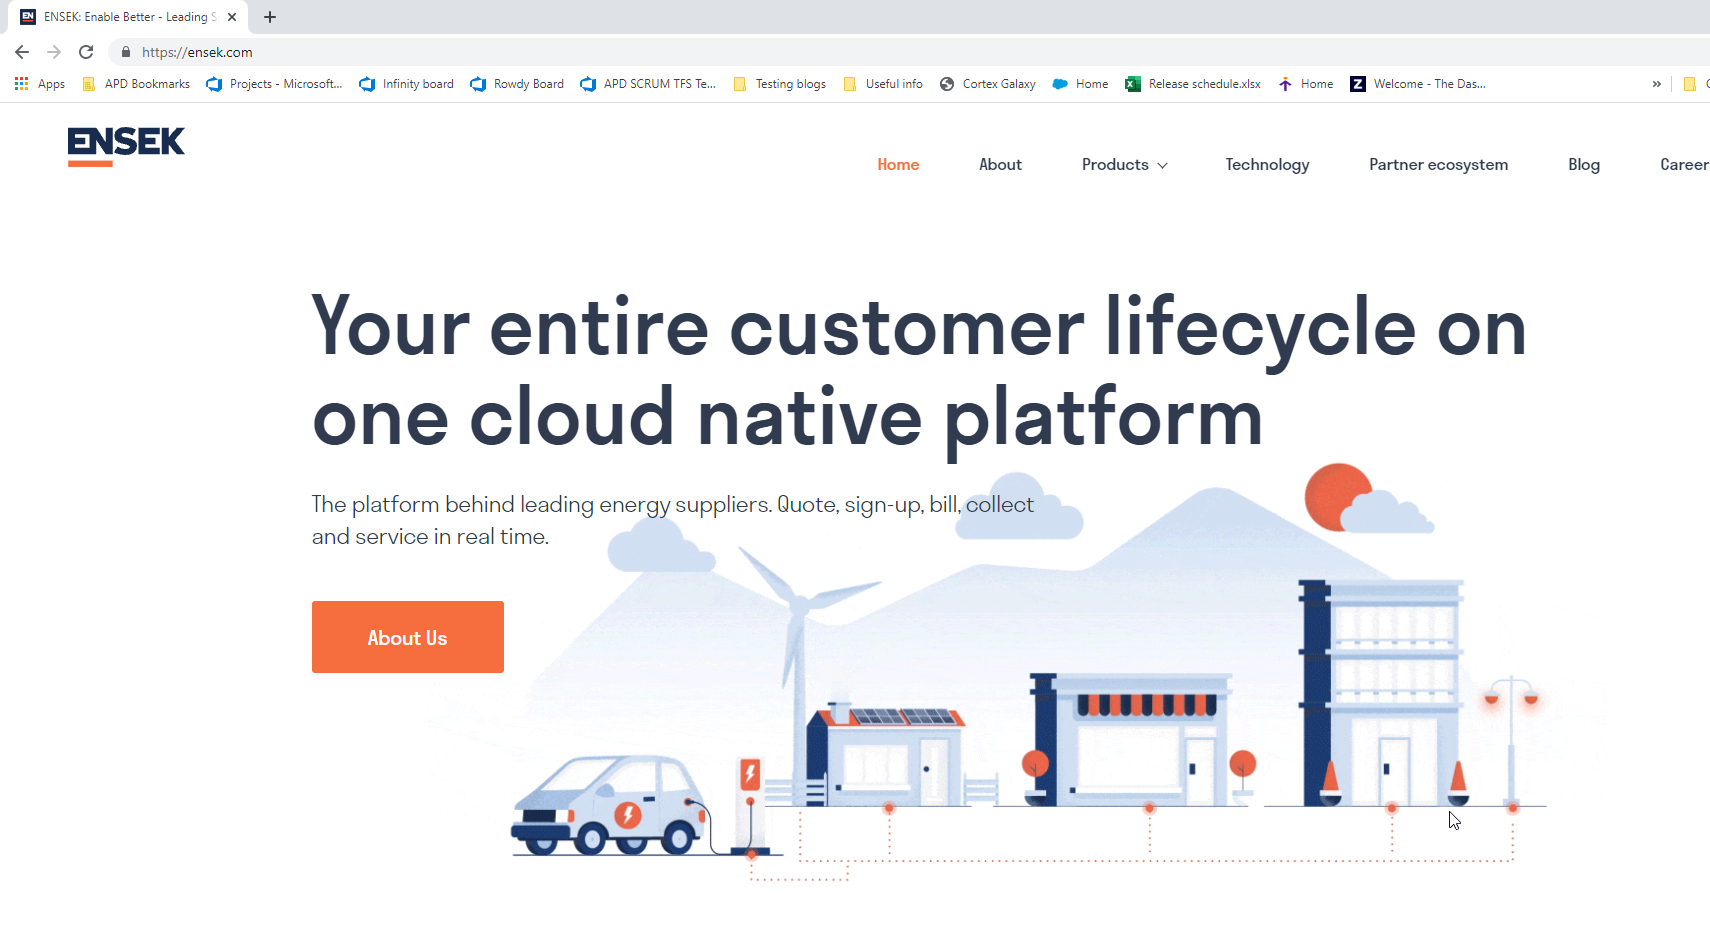 EN ENSEK: Enable Better - Leading S
https://ensek.com
Apps APD Bookmarks Projects - Microsoft... Infinity board Rowdy Board APD SCRUM TFS Te... Testing blogs Useful info Cortex Galaxy Home Release schedule.xlsx Home Z Welcome - The Das... »
ENSEK
Home About Products Technology Partner ecosystem Blog Career
Your entire customer lifecycle on
one cloud native platform
The platform behind leading energy suppliers. Quote, sign-up, bill, collect
and service in real time.
About Us